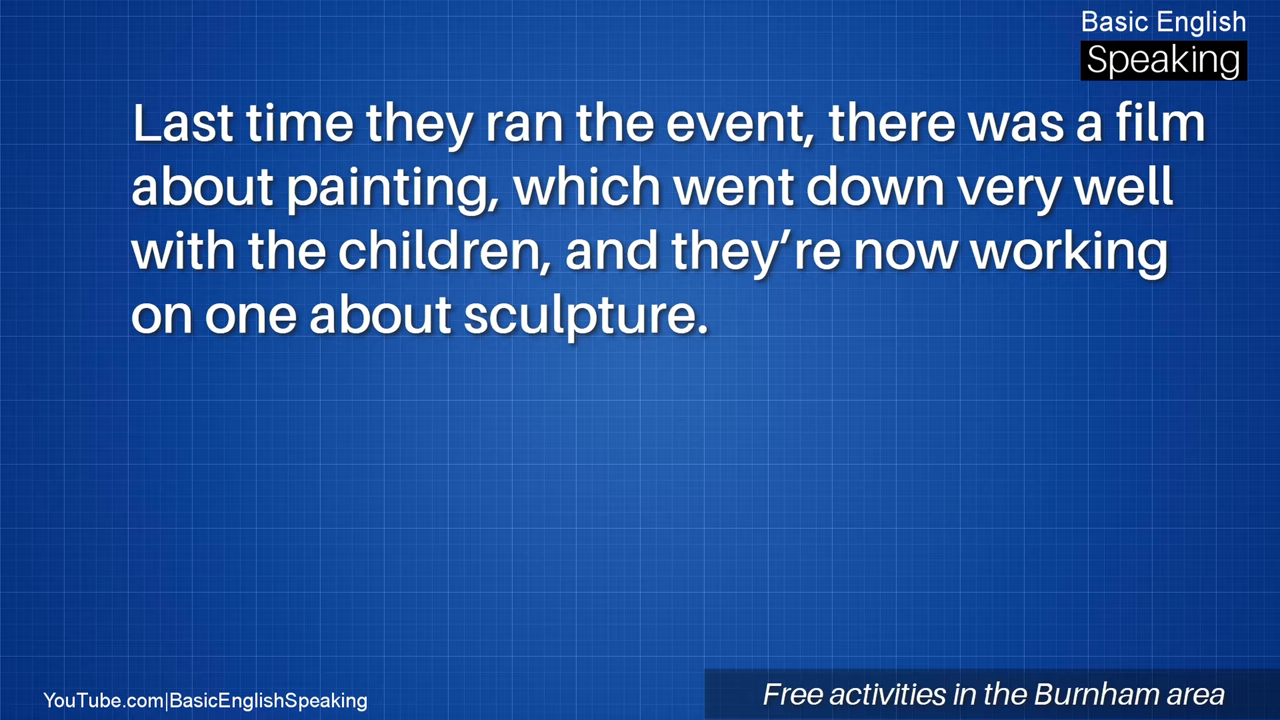 Basic English
Speaking
Last time they ran the event, there was a film
about painting, which went down very well
with the children, and they’re now working
on one about sculpture.
YouTube.com|BasicEnglishSpeaking
Free activities in the Burnham area